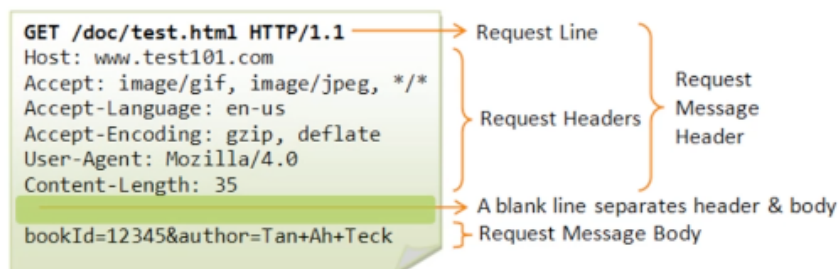 GET /doc/test.html HTTP/1.1
Host: www.test101.com
Accept: image/gif, image/jpeg, */*
Accept-Language: en-us
Accept-Encoding: gzip, deflate
User-Agent: Mozilla/4.0
Content-Length: 35
bookId=12345&author=Tan+Ah+Teck
Request Line
Request Headers
Request
Message
Header
A blank line separates header & body
Request Message Body